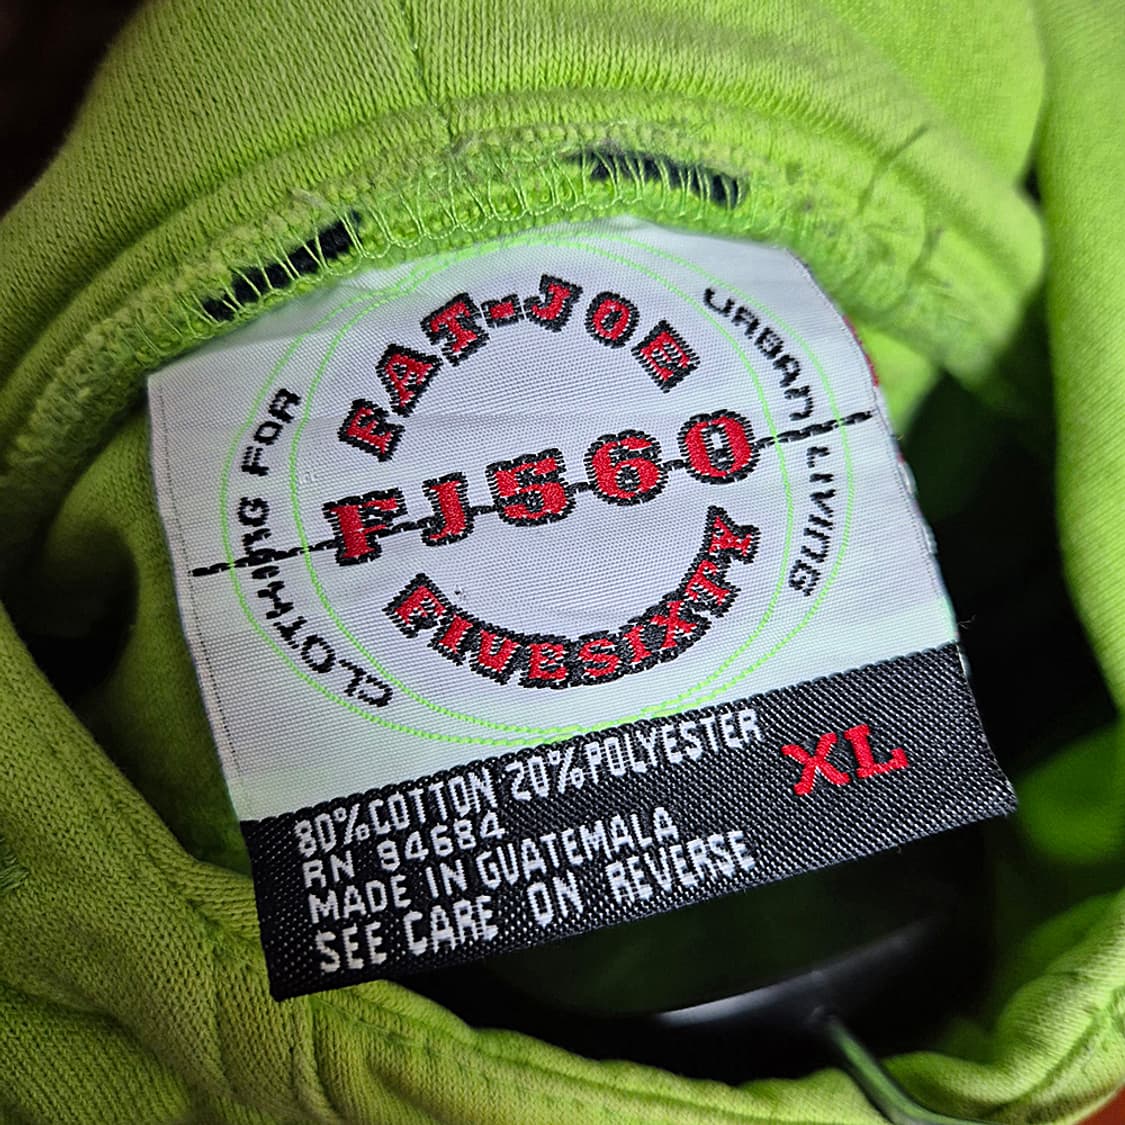 FAT-JOE
FJ560
FIVESIXTY
CLOTHING FOR
URBAN LIVING
80% COTTON 20% POLYESTER
XL
RN 94684
MADE IN GUATEMALA
SEE CARE ON REVERSE